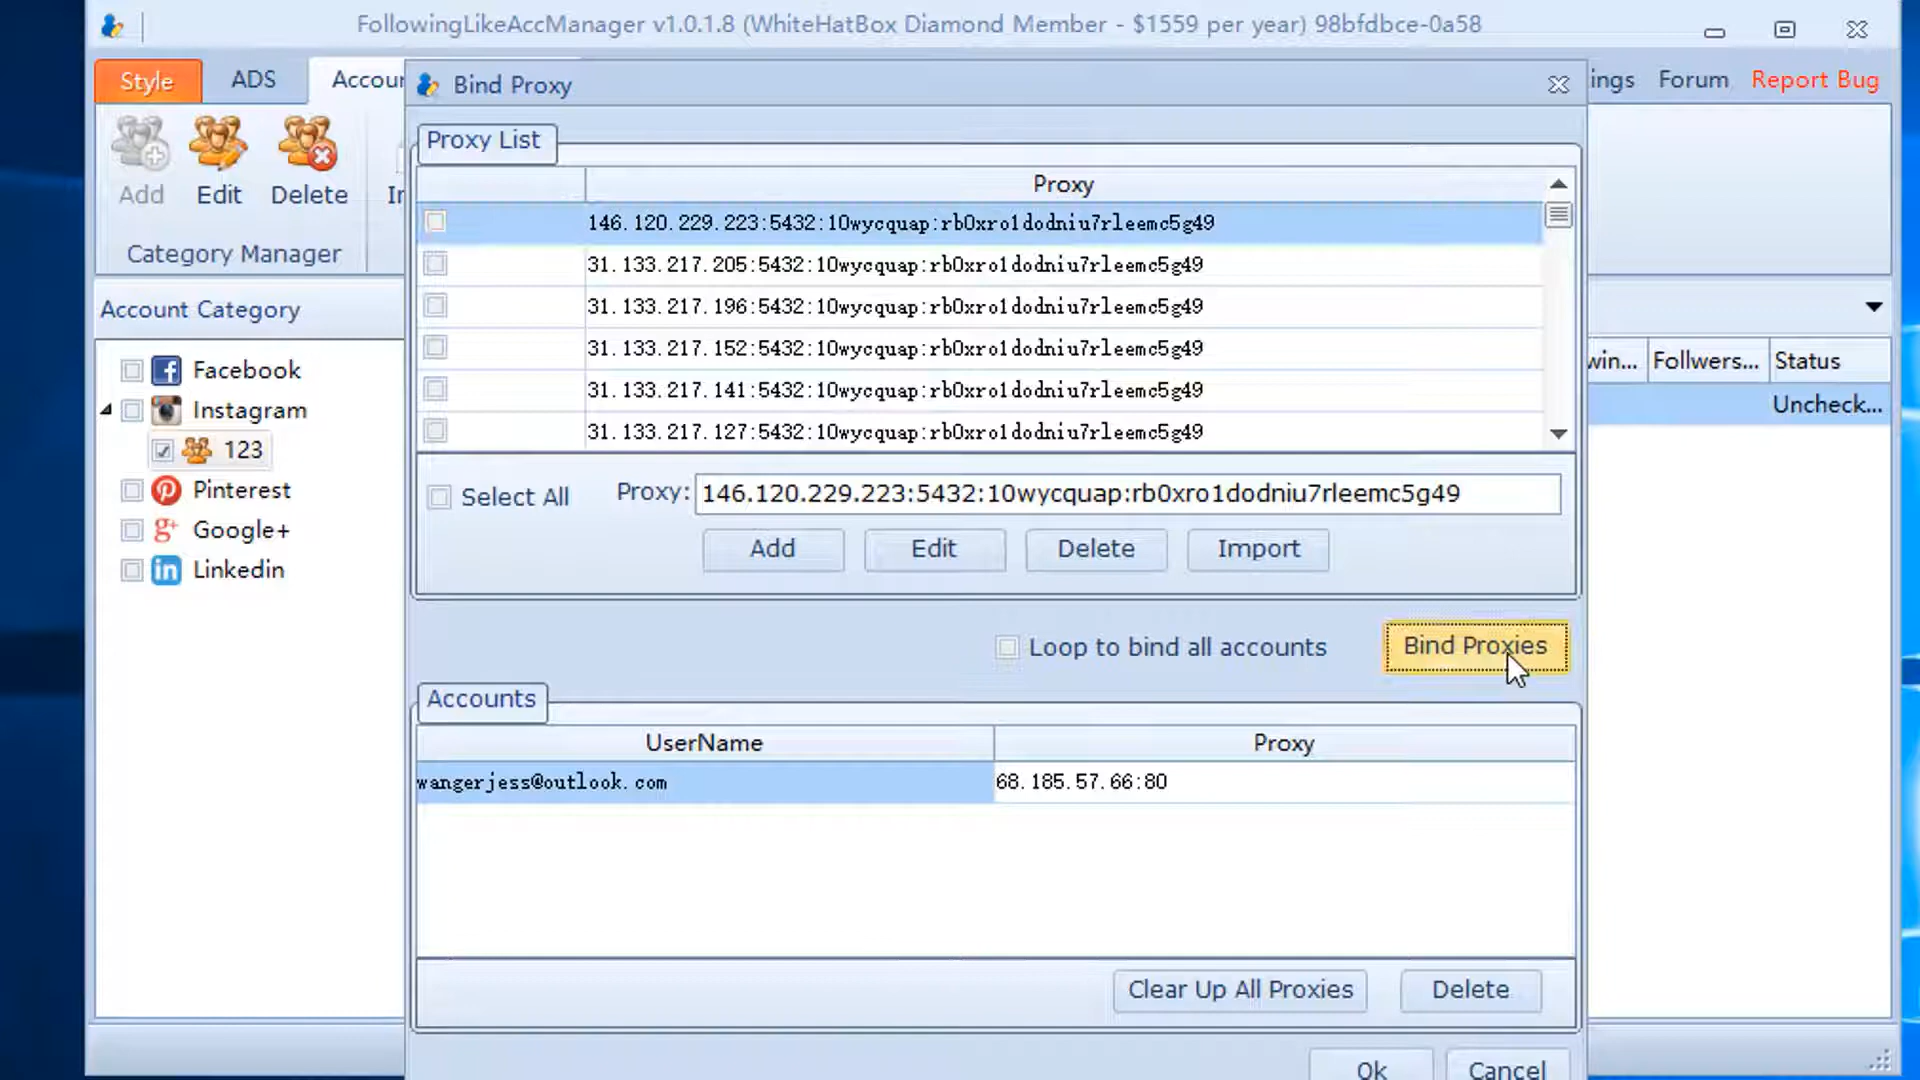 FollowingLikeAccManager v1.0.1.8 (WhiteHatBox Diamond Member - $1559 per year) 98bfdbce-0a58
Style ADS Accour ings Forum Report Bug
Bind Proxy
Add Edit Delete Ir
Category Manager
Proxy List
Proxy
146.120.229.223:5432:10wycquap:rb0xro1dodniu7rleemc5g49
31.133.217.205:5432:10wycquap:rb0xro1dodniu7rleemc5g49
31.133.217.196:5432:10wycquap:rb0xro1dodniu7rleemc5g49
31.133.217.152:5432:10wycquap:rb0xro1dodniu7rleemc5g49
31.133.217.141:5432:10wycquap:rb0xro1dodniu7rleemc5g49
31.133.217.127:5432:10wycquap:rb0xro1dodniu7rleemc5g49
Account Category
Facebook
Instagram
123
Pinterest
Google+
Linkedin
win... Follwers... Status
Uncheck...
Select All Proxy: 146.120.229.223:5432:10wycquap:rb0xro1dodniu7rleemc5g49
Add Edit Delete Import
Loop to bind all accounts Bind Proxies
Accounts
UserName Proxy
wangerjess@outlook.com 68.185.57.66:80
Clear Up All Proxies Delete
Ok Cancel